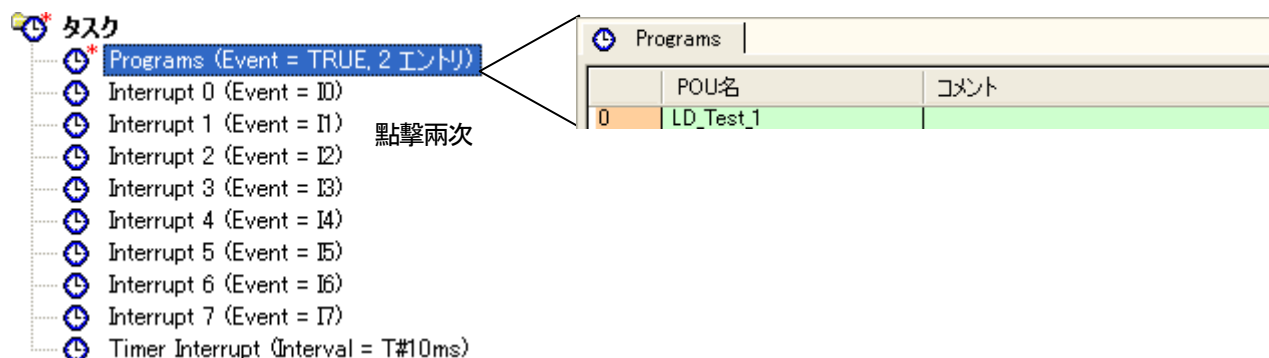 タスク
Programs (Event = TRUE, 2 エントリ)
Interrupt 0 (Event = I0)
Interrupt 1 (Event = I1)
Interrupt 2 (Event = I2)
Interrupt 3 (Event = I3)
Interrupt 4 (Event = I4)
Interrupt 5 (Event = I5)
Interrupt 6 (Event = I6)
Interrupt 7 (Event = I7)
Timer Interrupt (Interval = T#10ms)
點擊兩次
Programs
POU名 コメント
0 LD_Test_1